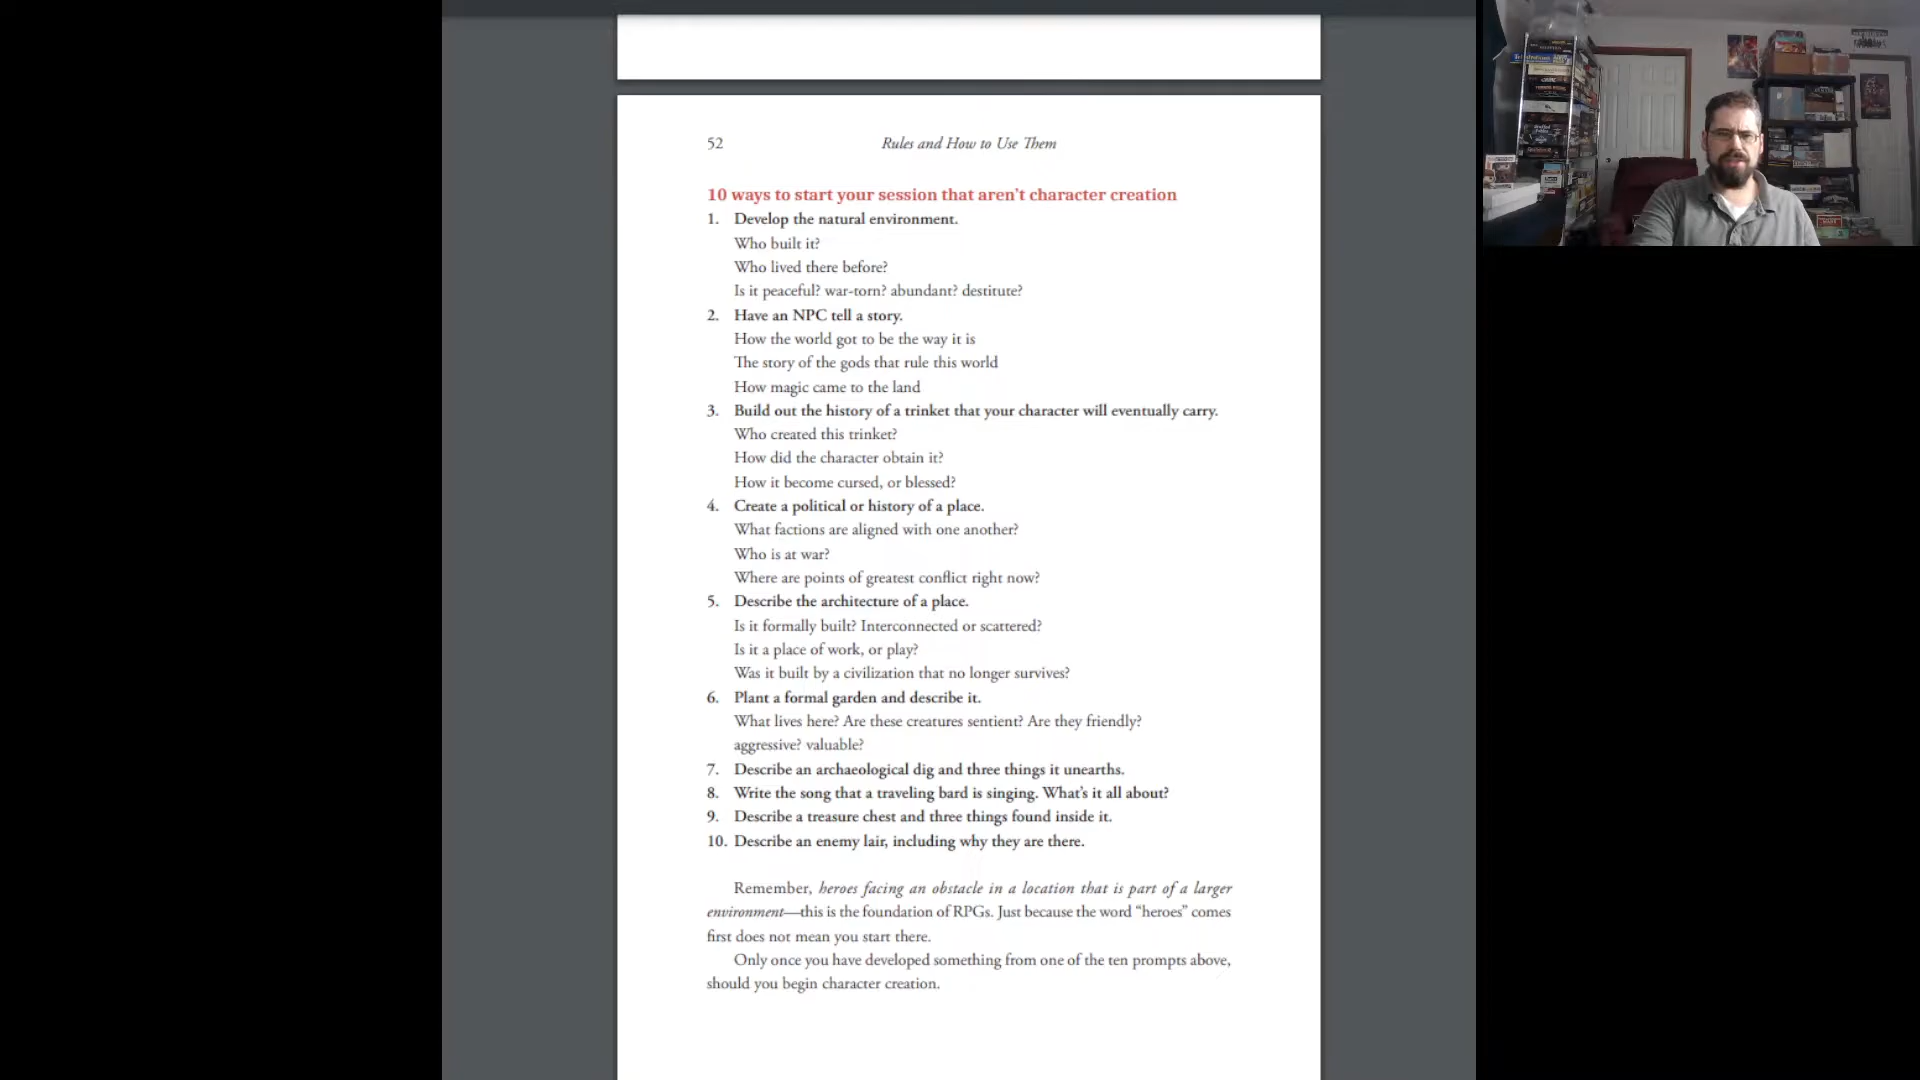 52
Rules and How to Use Them
10 ways to start your session that aren't character creation
1. Develop the natural environment.
Who built it?
Who lived there before?
Is it peaceful? war-torn? abundant? destitute?
2. Have an NPC tell a story.
How the world got to be the way it is
The story of the gods that rule this world
How magic came to the land
3. Build out the history of a trinket that your character will eventually carry.
Who created this trinket?
How did the character obtain it?
How it become cursed, or blessed?
4. Create a political or history of a place.
What factions are aligned with one another?
Who is at war?
Where are points of greatest conflict right now?
5. Describe the architecture of a place.
Is it formally built? Interconnected or scattered?
Is it a place of work, or play?
Was it built by a civilization that no longer survives?
6. Plant a formal garden and describe it.
What lives here? Are these creatures sentient? Are they friendly?
aggressive? valuable?
7. Describe an archaeological dig and three things it unearths.
8. Write the song that a traveling bard is singing. What's it all about?
9. Describe a treasure chest and three things found inside it.
10. Describe an enemy lair, including why they are there.
Remember, heroes facing an obstacle in a location that is part of a larger
environment—this is the foundation of RPGs. Just because the word “heroes” comes
first does not mean you start there.
Only once you have developed something from one of the ten prompts above,
should you begin character creation.